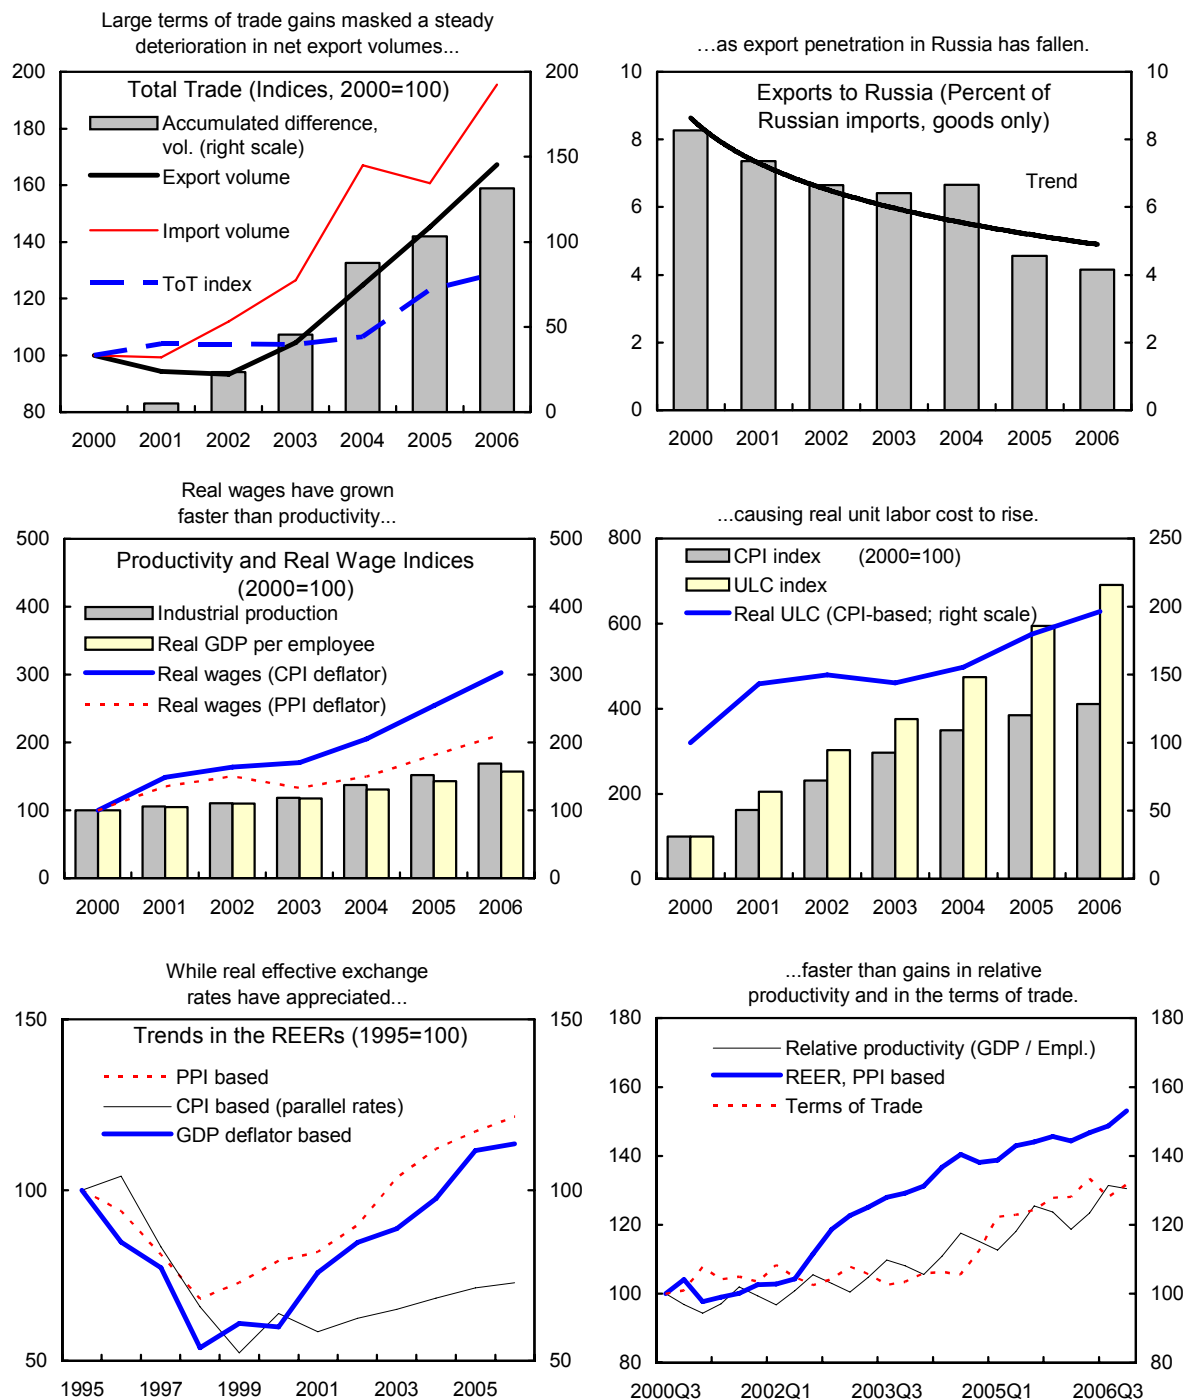 Large terms of trade gains masked a steady
deterioration in net export volumes...
200
180
160
140
120
100
80
200
150
100
50
0
Total Trade (Indices, 2000=100)
Accumulated difference,
vol. (right scale)
Export volume
Import volume
ToT index
2000 2001 2002 2003 2004 2005 2006
…as export penetration in Russia has fallen.
10
8
6
4
2
0
10
8
6
4
2
0
Exports to Russia (Percent of
Russian imports, goods only)
Trend
2000 2001 2002 2003 2004 2005 2006
Real wages have grown
faster than productivity...
500
400
300
200
100
0
500
400
300
200
100
0
Productivity and Real Wage Indices
(2000=100)
Industrial production
Real GDP per employee
Real wages (CPI deflator)
Real wages (PPI deflator)
2000 2001 2002 2003 2004 2005 2006
...causing real unit labor cost to rise.
800
600
400
200
0
250
200
150
100
50
0
CPI index (2000=100)
ULC index
Real ULC (CPI-based; right scale)
2000 2001 2002 2003 2004 2005 2006
While real effective exchange
rates have appreciated...
150
100
50
150
100
50
Trends in the REERs (1995=100)
PPI based
CPI based (parallel rates)
GDP deflator based
1995 1997 1999 2001 2003 2005
...faster than gains in relative
productivity and in the terms of trade.
180
160
140
120
100
80
180
160
140
120
100
80
Relative productivity (GDP / Empl.)
REER, PPI based
Terms of Trade
2000Q3 2002Q1 2003Q3 2005Q1 2006Q3